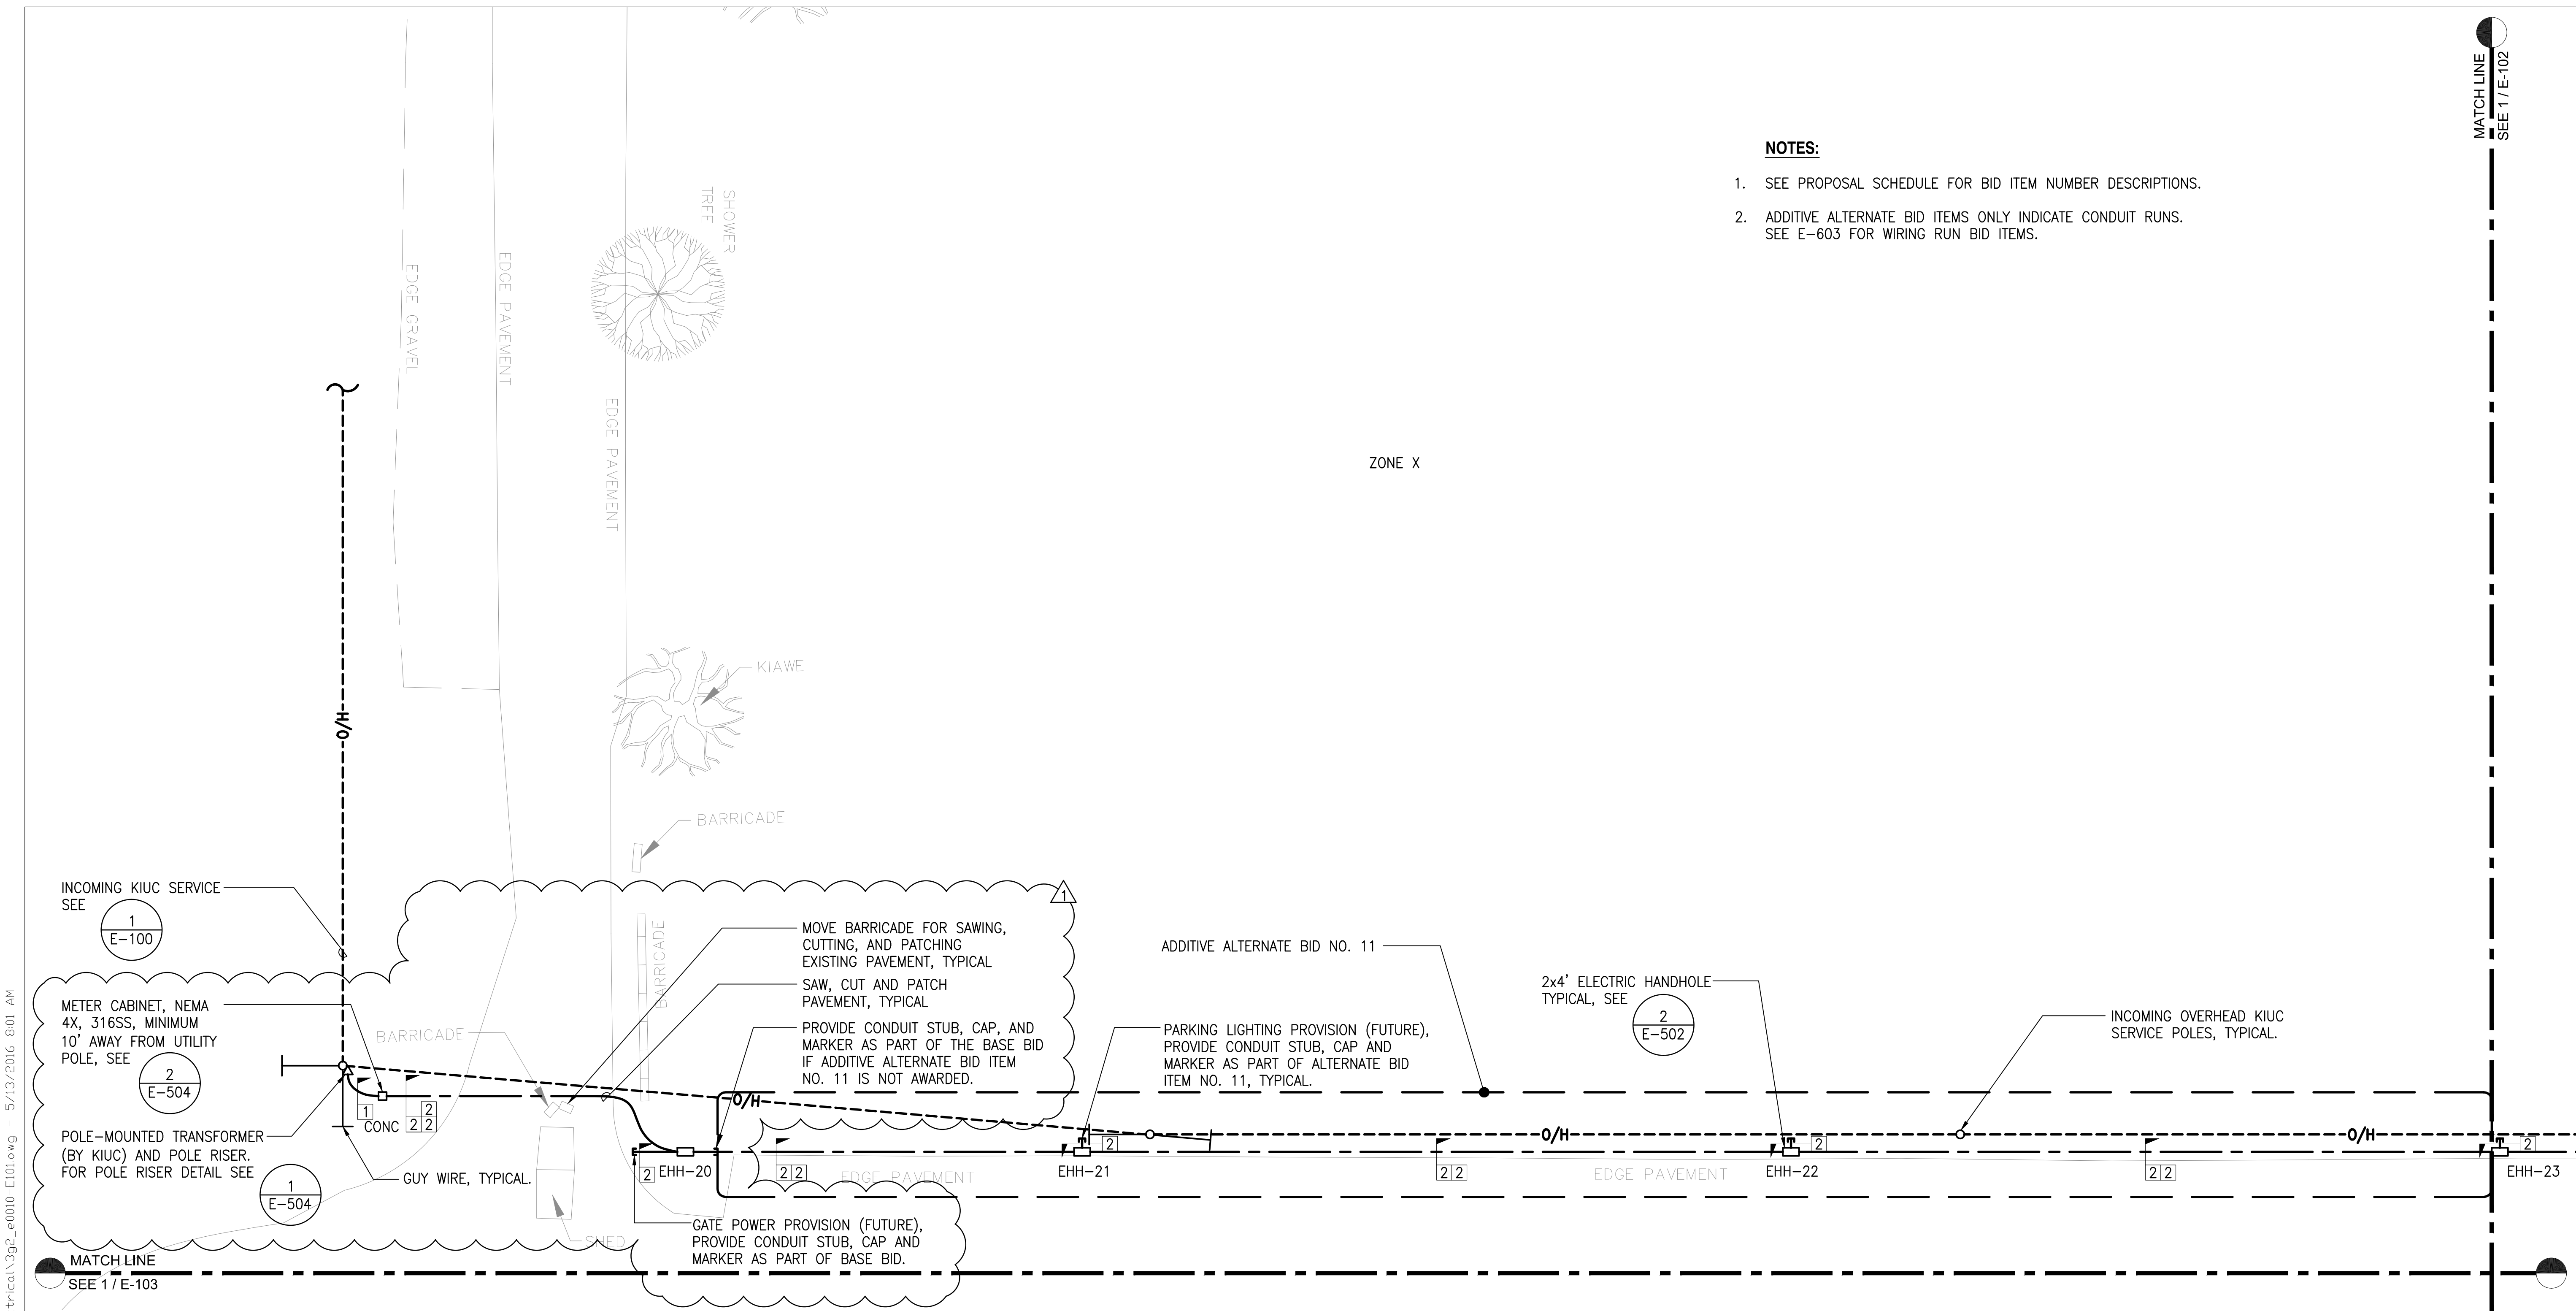 MATCH LINE
SEE 1 / E-102
NOTES:
1. SEE PROPOSAL SCHEDULE FOR BID ITEM NUMBER DESCRIPTIONS.
2. ADDITIVE ALTERNATE BID ITEMS ONLY INDICATE CONDUIT RUNS.
SEE E-603 FOR WIRING RUN BID ITEMS.
SHOWER
TREE
EDGE GRAVEL
EDGE PAVEMENT
EDGE PAVEMENT
ZONE X
KIAWE
O/H
BARRICADE
INCOMING KIUC SERVICE
SEE
1
E-100
1
MOVE BARRICADE FOR SAWING,
CUTTING, AND PATCHING
EXISTING PAVEMENT, TYPICAL
SAW, CUT AND PATCH
PAVEMENT, TYPICAL
PROVIDE CONDUIT STUB, CAP, AND
MARKER AS PART OF THE BASE BID
IF ADDITIVE ALTERNATE BID ITEM
NO. 11 IS NOT AWARDED.
BARRICADE
BARRICADE
METER CABINET, NEMA
4X, 316SS, MINIMUM
10' AWAY FROM UTILITY
POLE, SEE
2
E-504
POLE-MOUNTED TRANSFORMER
(BY KIUC) AND POLE RISER.
FOR POLE RISER DETAIL SEE
1
E-504
1
CONC
2
2 2
GUY WIRE, TYPICAL.
SHED
ADDITIVE ALTERNATE BID NO. 11
PARKING LIGHTING PROVISION (FUTURE),
PROVIDE CONDUIT STUB, CAP AND
MARKER AS PART OF ALTERNATE BID
ITEM NO. 11, TYPICAL.
2x4' ELECTRIC HANDHOLE
TYPICAL, SEE
2
E-502
INCOMING OVERHEAD KIUC
SERVICE POLES, TYPICAL.
O/H
O/H
O/H
2
EHH-20
2 2
EDGE PAVEMENT
2
EHH-21
2 2
EDGE PAVEMENT
2
EHH-22
2 2
2
EHH-23
GATE POWER PROVISION (FUTURE),
PROVIDE CONDUIT STUB, CAP AND
MARKER AS PART OF BASE BID.
MATCH LINE
SEE 1 / E-103
trical\3g2_e0010-E101.dwg - 5/13/2016 8:01 AM